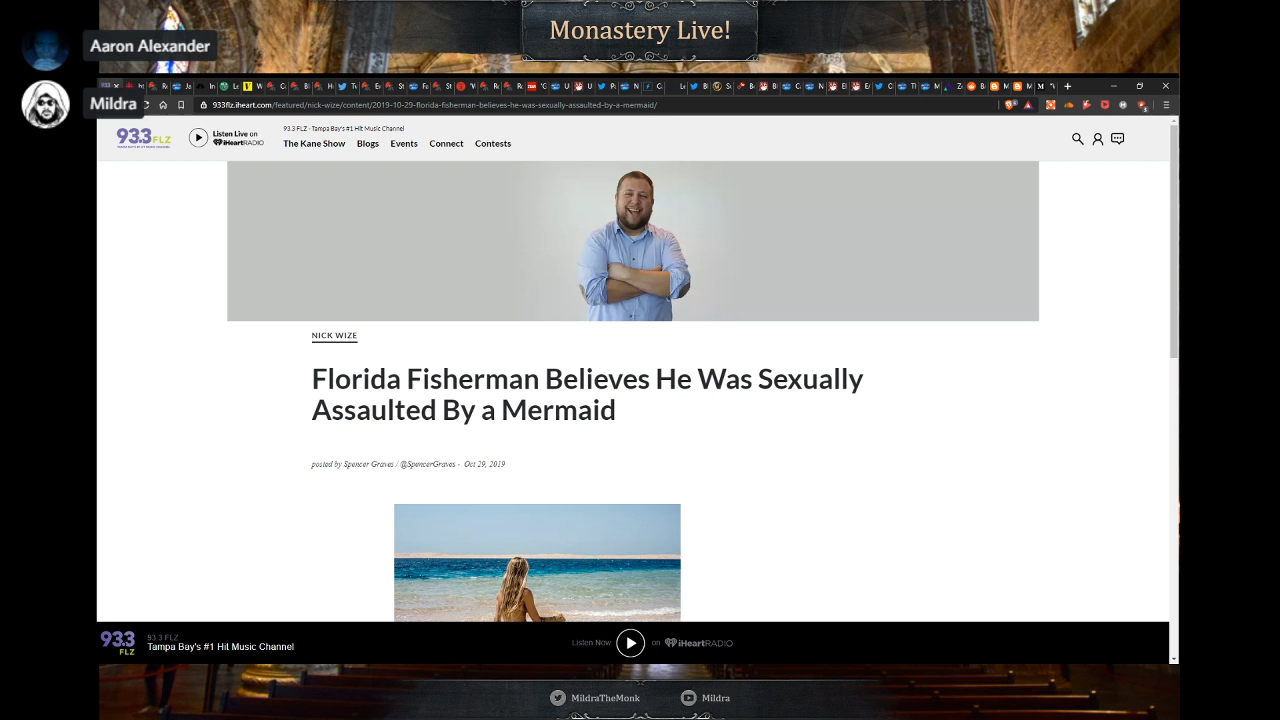 Monastery Live!
Aaron Alexander
Mildra
933flz.iheart.com/featured/nick-wize/content/2019-10-29-florida-fisherman-believes-he-was-sexually-assaulted-by-a-mermaid/
93.3 FLZ
Listen Live on
iHeartRADIO
93.3 FLZ - Tampa Bay's #1 Hit Music Channel
The Kane Show Blogs Events Connect Contests
NICK WIZE
Florida Fisherman Believes He Was Sexually
Assaulted By a Mermaid
posted by Spencer Graves / @SpencerGraves - Oct 29, 2019
93.3 FLZ
93.3 FLZ
Tampa Bay's #1 Hit Music Channel
Listen Now on iHeartRADIO
MildraTheMonk Mildra